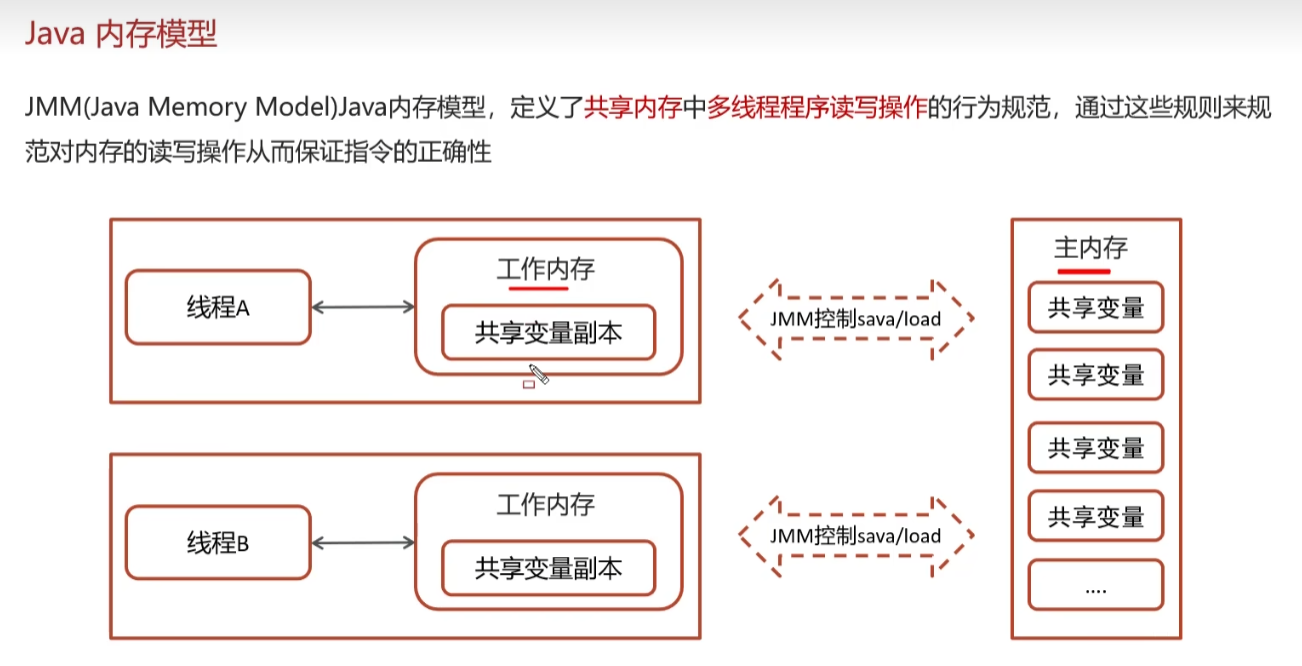 Java 内存模型
JMM(Java Memory Model)Java内存模型，定义了共享内存中多线程程序读写操作的行为规范，通过这些规则来规
范对内存的读写操作从而保证指令的正确性
线程A
工作内存
共享变量副本
JMM控制sava/load
线程B
工作内存
共享变量副本
JMM控制sava/load
主内存
共享变量
共享变量
共享变量
共享变量
....